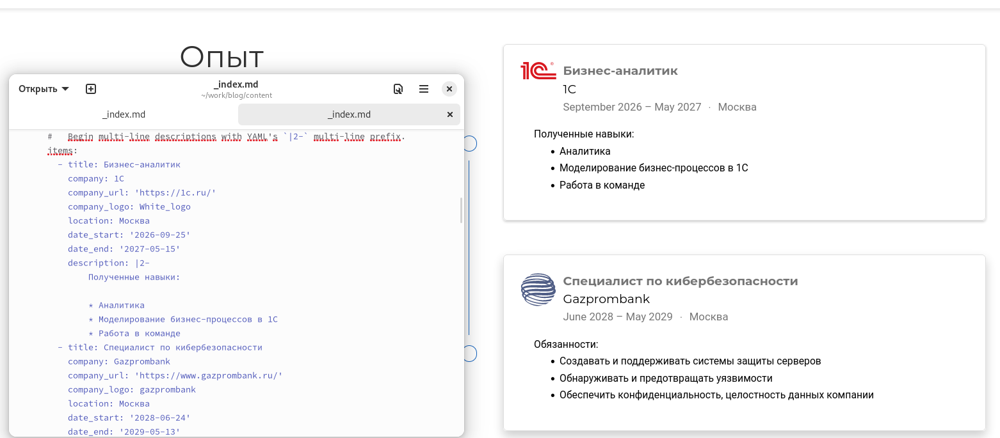 Опыт
Открыть
_index.md
~/work/blog/content
_index.md
_index.md
#   Begin multi-line descriptions with YAML's `|2-` multi-line prefix.
items:
  - title: Бизнес-аналитик
    company: 1C
    company_url: 'https://1c.ru/'
    company_logo: White_logo
    location: Москва
    date_start: '2026-09-25'
    date_end: '2027-05-15'
    description: |2-
        Полученные навыки:
        * Аналитика
        * Моделирование бизнес-процессов в 1С
        * Работа в команде
  - title: Специалист по кибербезопасности
    company: Gazprombank
    company_url: 'https://www.gazprombank.ru/'
    company_logo: gazprombank
    location: Москва
    date_start: '2028-06-24'
    date_end: '2029-05-13'
1C®
Бизнес-аналитик
1C
September 2026 – May 2027 · Москва
Полученные навыки:
• Аналитика
• Моделирование бизнес-процессов в 1С
• Работа в команде
Специалист по кибербезопасности
Gazprombank
June 2028 – May 2029 · Москва
Обязанности:
• Создавать и поддерживать системы защиты серверов
• Обнаруживать и предотвращать уязвимости
• Обеспечить конфиденциальность, целостность данных компании